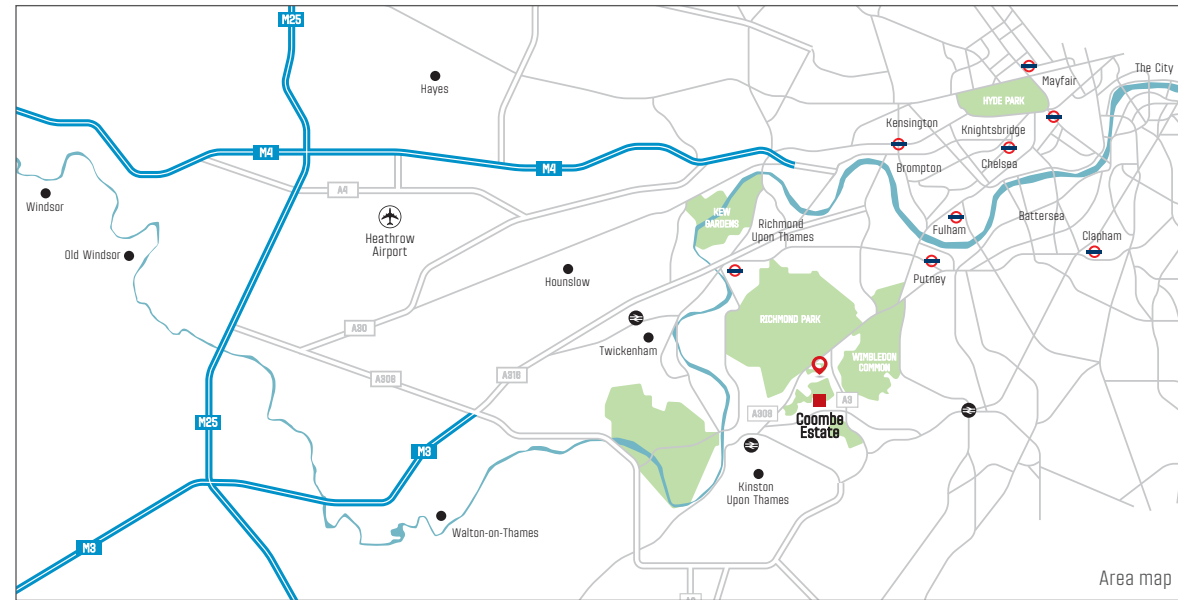 M25
Hayes
Mayfair
The City
HYDE PARK
Kensington
Knightsbridge
Chelsea
Brompton
M4
M4
A4
Windsor
Heathrow
Airport
KEW
GARDENS
Richmond
Upon Thames
Fulham
Battersea
Clapham
Old Windsor
Hounslow
Putney
A30
Twickenham
RICHMOND PARK
WIMBLEDON
COMMON
A316
A308
A308
A3
Coombe
Estate
M25
M3
Kinston
Upon Thames
Walton-on-Thames
M3
Area map